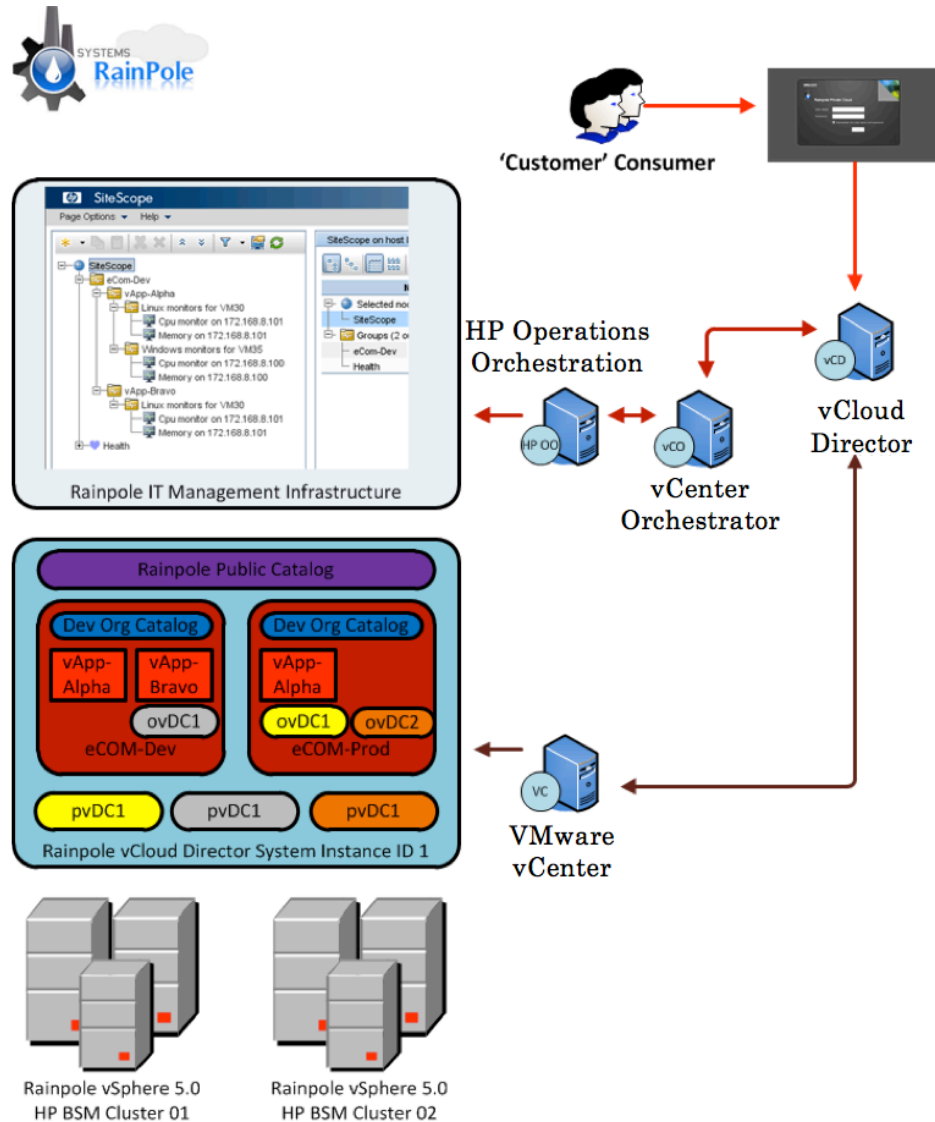 SYSTEMS
RainPole
'Customer' Consumer
SiteScope
Page Options Help
SiteScope
eCom-Dev
vApp-Alpha
Linux monitors for VM30
Cpu monitor on 172.168.8.101
Memory on 172.168.8.101
Windows monitors for VM35
Cpu monitor on 172.168.8.100
Memory on 172.168.8.100
vApp-Bravo
Linux monitors for VM30
Cpu monitor on 172.168.8.101
Memory on 172.168.8.101
Health
SiteScope on host
Selected
SiteScope
Groups (2
eCom-Dev
Health
Rainpole IT Management Infrastructure
HP Operations
Orchestration
HP OO
vCO
vCenter
Orchestrator
vCD
vCloud
Director
Rainpole Public Catalog
Dev Org Catalog
vApp-
Alpha
vApp-
Bravo
ovDC1
eCOM-Dev
Dev Org Catalog
vApp-
Alpha
ovDC1
ovDC2
eCOM-Prod
pvDC1
pvDC1
pvDC1
Rainpole vCloud Director System Instance ID 1
VC
VMware
vCenter
Rainpole vSphere 5.0
HP BSM Cluster 01
Rainpole vSphere 5.0
HP BSM Cluster 02